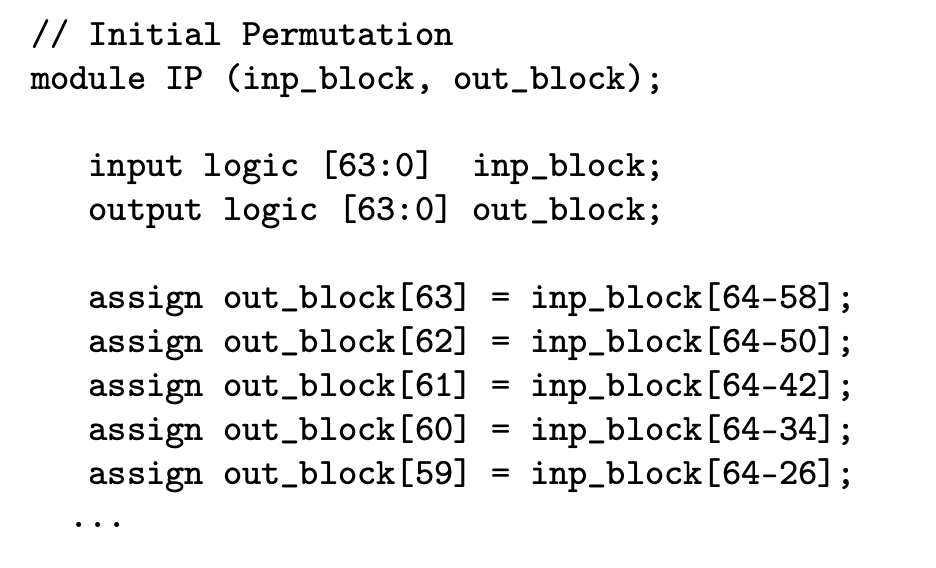 // Initial Permutation
module IP (inp_block, out_block);
input logic [63:0] inp_block;
output logic [63:0] out_block;
assign out_block[63] = inp_block[64-58];
assign out_block[62] = inp_block[64-50];
assign out_block[61] = inp_block[64-42];
assign out_block[60] = inp_block[64-34];
assign out_block[59] = inp_block[64-26];
...